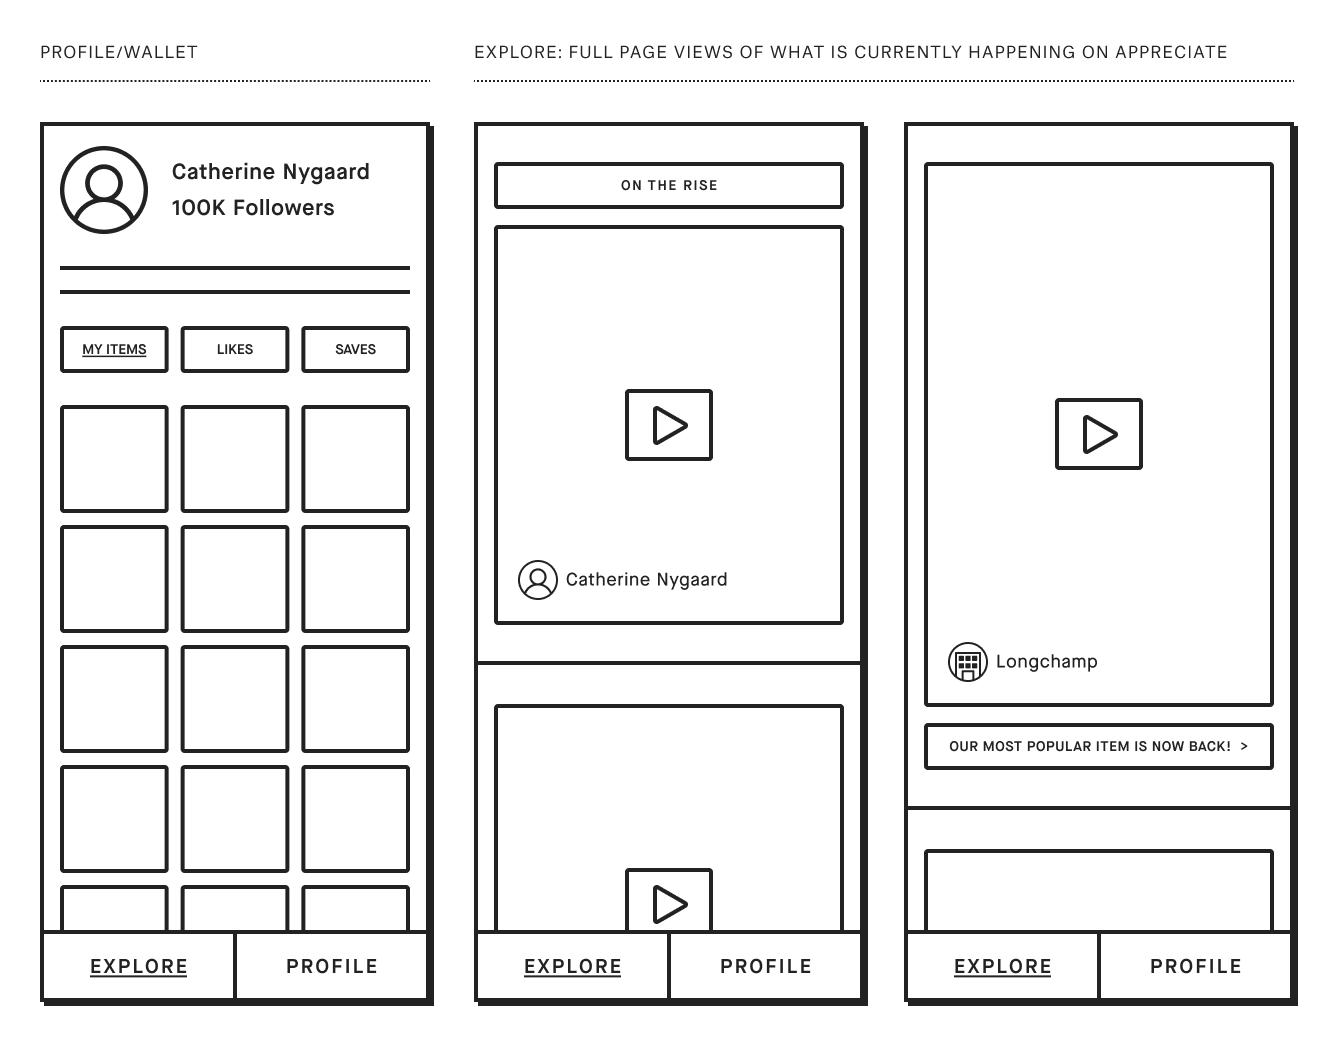 PROFILE/WALLET
EXPLORE: FULL PAGE VIEWS OF WHAT IS CURRENTLY HAPPENING ON APPRECIATE
Catherine Nygaard
100K Followers
MY ITEMS
LIKES
SAVES
EXPLORE
PROFILE
ON THE RISE
Catherine Nygaard
EXPLORE
PROFILE
Longchamp
OUR MOST POPULAR ITEM IS NOW BACK! >
EXPLORE
PROFILE